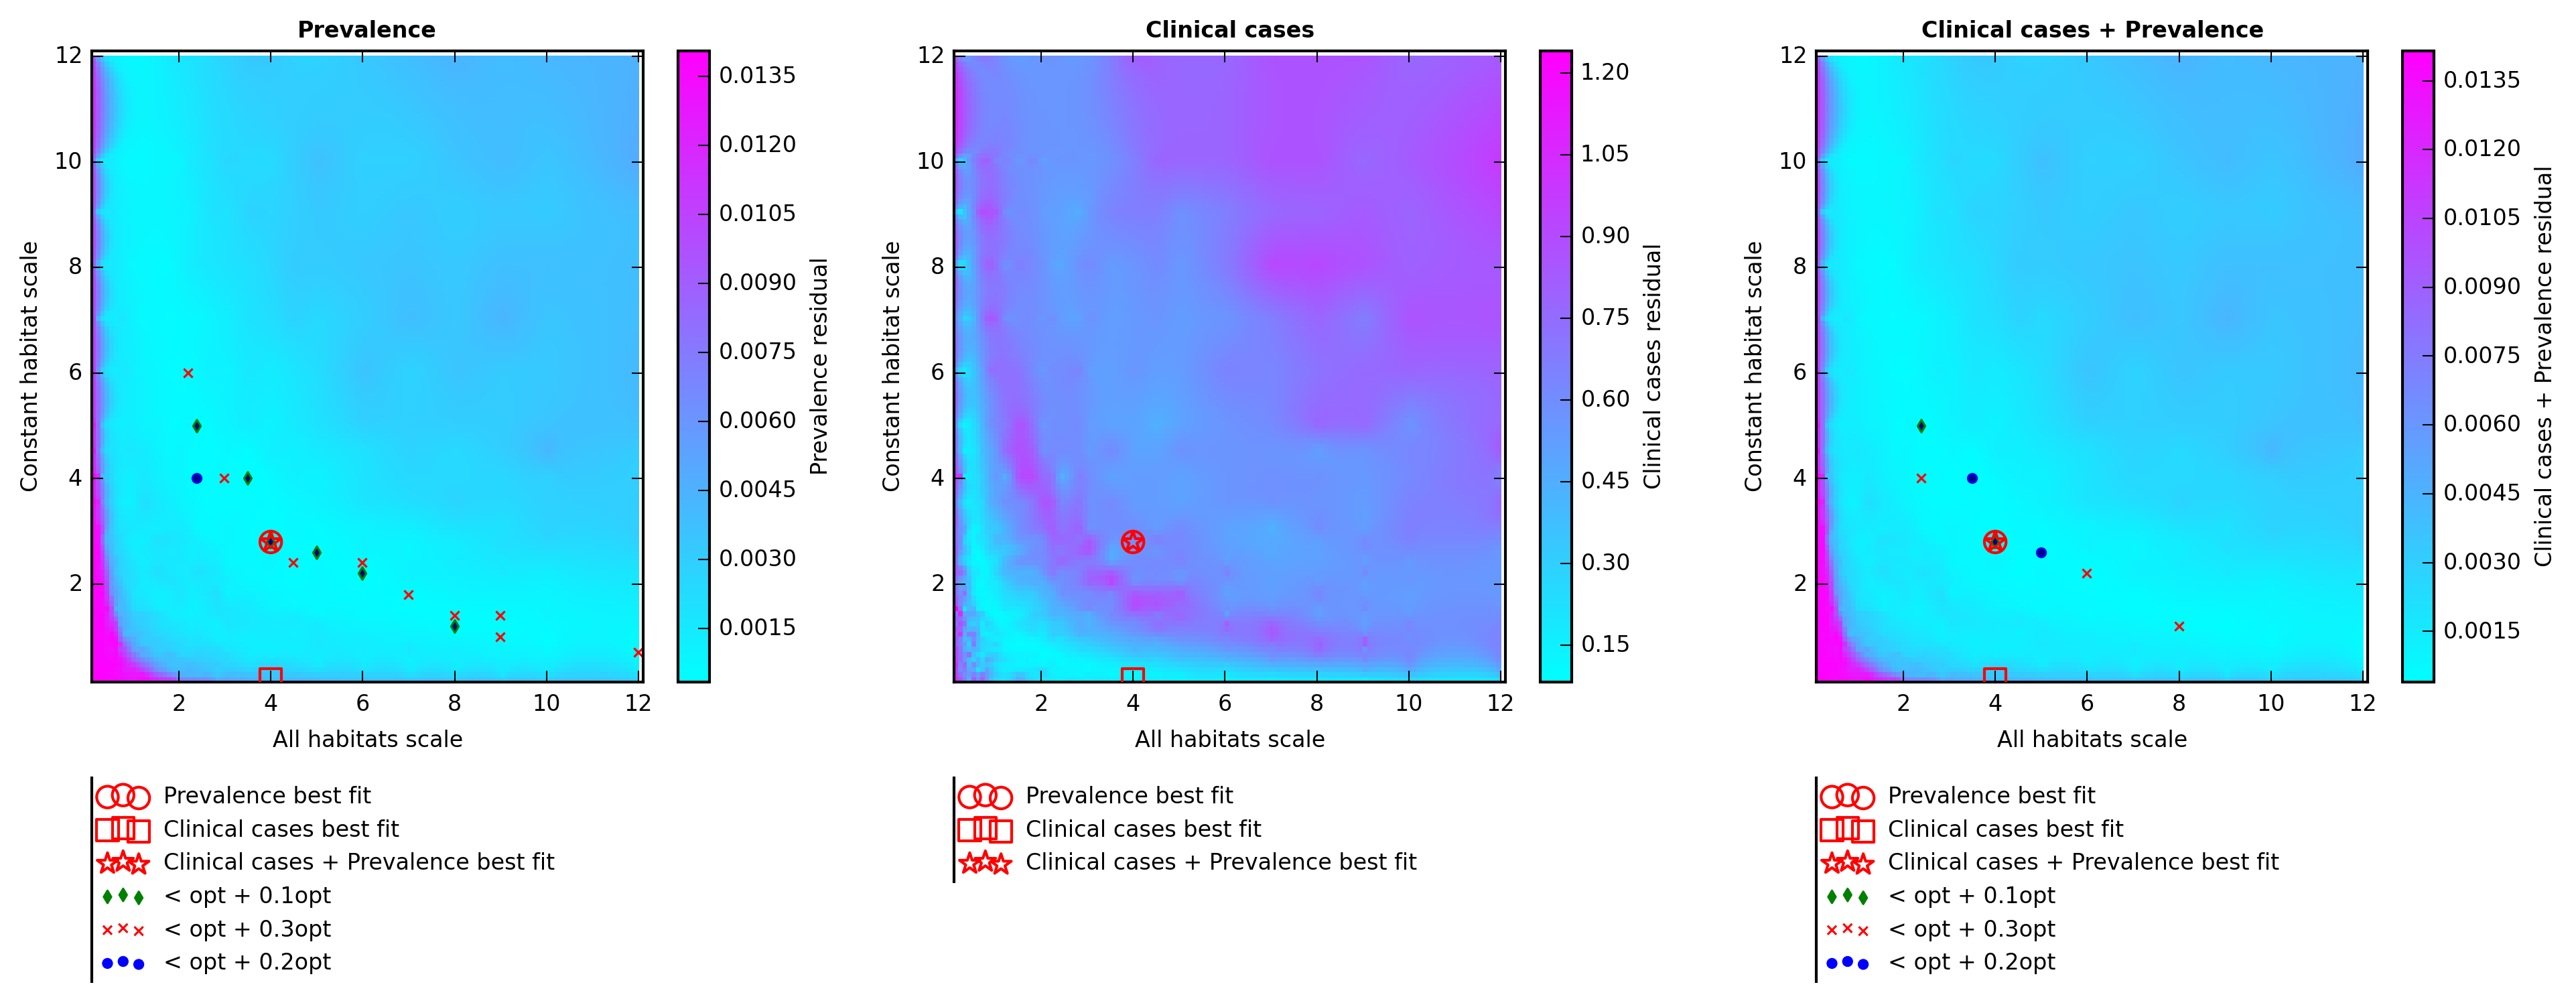 Prevalence
12
10
8
6
4
2
Constant habitat scale
2 4 6 8 10 12
All habitats scale
0.0135
0.0120
0.0105
0.0090
0.0075
0.0060
0.0045
0.0030
0.0015
Prevalence residual
Prevalence best fit
Clinical cases best fit
Clinical cases + Prevalence best fit
< opt + 0.1opt
< opt + 0.3opt
< opt + 0.2opt
Clinical cases
12
10
8
6
4
2
Constant habitat scale
2 4 6 8 10 12
All habitats scale
1.20
1.05
0.90
0.75
0.60
0.45
0.30
0.15
Clinical cases residual
Prevalence best fit
Clinical cases best fit
Clinical cases + Prevalence best fit
Clinical cases + Prevalence
12
10
8
6
4
2
Constant habitat scale
2 4 6 8 10 12
All habitats scale
0.0135
0.0120
0.0105
0.0090
0.0075
0.0060
0.0045
0.0030
0.0015
Clinical cases + Prevalence residual
Prevalence best fit
Clinical cases best fit
Clinical cases + Prevalence best fit
< opt + 0.1opt
< opt + 0.3opt
< opt + 0.2opt